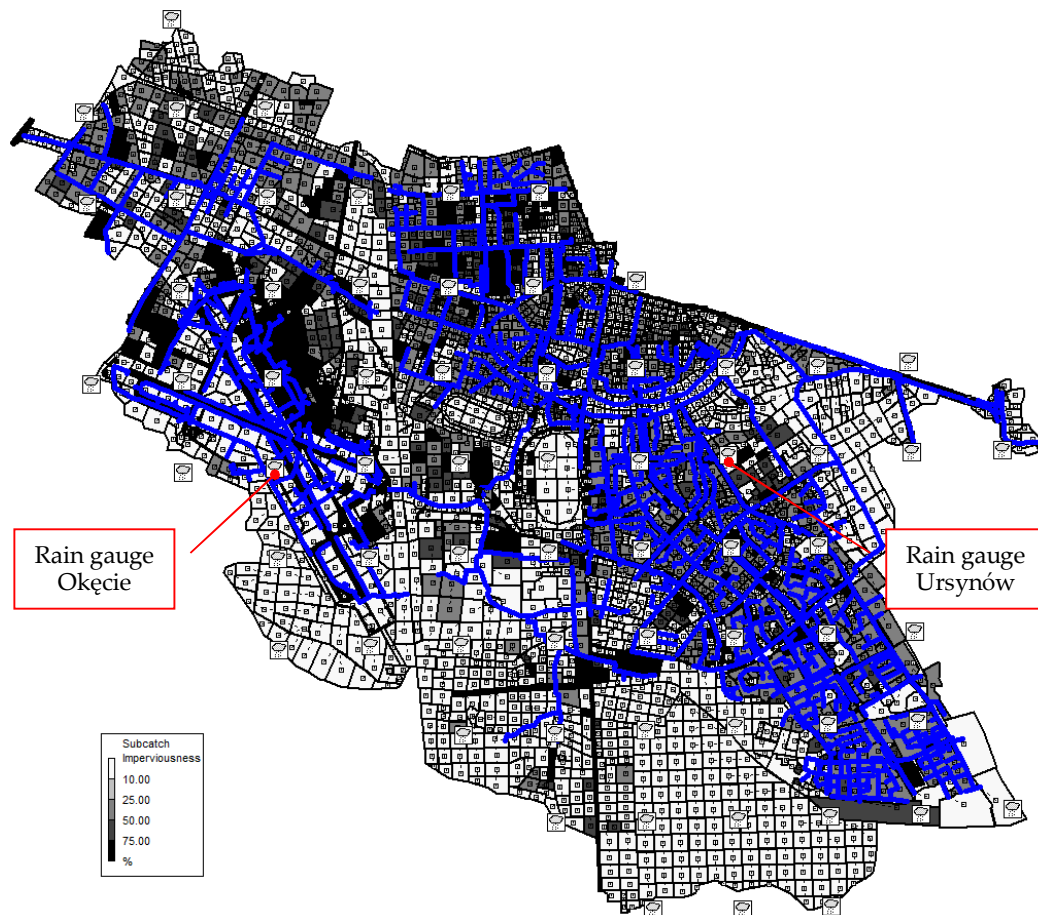 Rain gauge
Okęcie
Rain gauge
Ursynów
Subcatch
Imperviousness
10.00
25.00
50.00
75.00
%